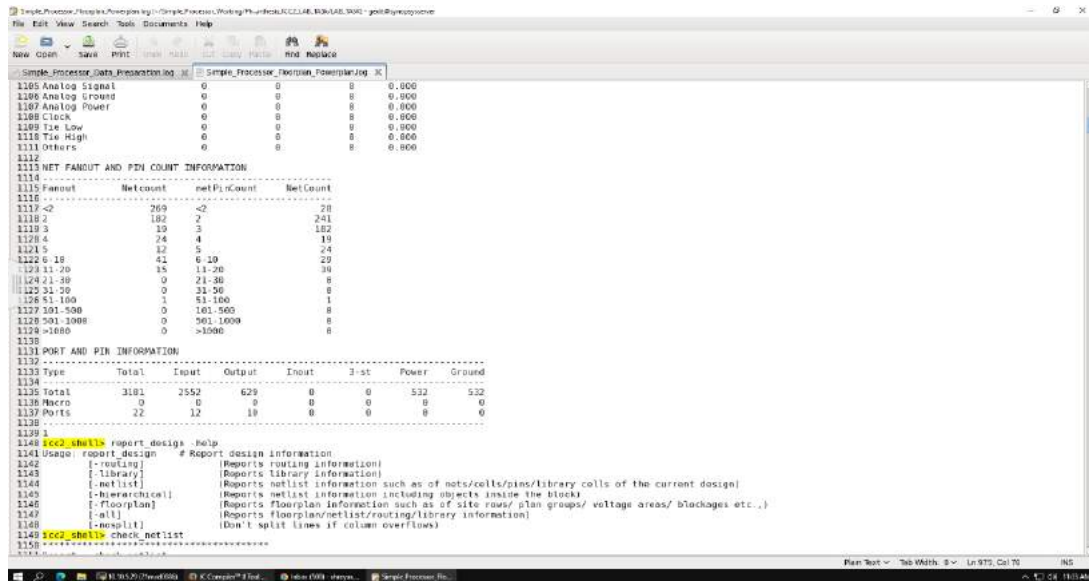 File Edit View Search Tools Documents Help
New Open Save Print Undo Redo Cut Copy Paste Find Replace
Simple_Processor_Data_Preparation.log Simple_Processor_Floorplan_Powerplan.log
1105 Analog Signal 0 0 0 0.000
1106 Analog Ground 0 0 0 0.000
1107 Analog Power 0 0 0 0.000
1108 Clock 0 0 0 0.000
1109 Tie Low 0 0 0 0.000
1110 Tie High 0 0 0 0.000
1111 Others 0 0 0 0.000
1112
1113 NET FANOUT AND PIN COUNT INFORMATION
1114 ------------------------------------------------
1115 Fanout Netcount netPinCount NetCount
1116 ------------------------------------------------
1117 <2 269 <2 28
1118 2 182 2 241
1119 3 19 3 182
1120 4 24 4 19
1121 5 12 5 24
1122 6-10 41 6-10 29
1123 11-20 15 11-20 39
1124 21-30 0 21-30 0
1125 31-50 0 31-50 0
1126 51-100 1 51-100 1
1127 101-500 0 101-500 0
1128 501-1000 0 501-1000 0
1129 >1000 0 >1000 0
1130
1131 PORT AND PIN INFORMATION
1132 ------------------------------------------------
1133 Type Total Input Output Inout 3-st Power Ground
1134 ------------------------------------------------
1135 Total 3181 2552 629 0 0 532 532
1136 Macro 0 0 0 0 0 0 0
1137 Ports 22 12 10 0 0 0 0
1138 ------------------------------------------------
1139 1
1140 icc2_shell> report_design -help
1141 Usage: report_design # Report design information
1142 [-routing] (Reports routing information)
1143 [-library] (Reports library information)
1144 [-netlist] (Reports netlist information such as of nets/cells/pins/library cells of the current design)
1145 [-hierarchical] (Reports netlist information including objects inside the block)
1146 [-floorplan] (Reports floorplan information such as of site rows/ plan groups/ voltage areas/ blockages etc.,)
1147 [-all] (Reports floorplan/netlist/routing/library information)
1148 [-nosplit] (Don't split lines if column overflows)
1149 icc2_shell> check_netlist
1150 ****************************************
Plain Text Tab Width: 8 Ln 973, Col 70 INS